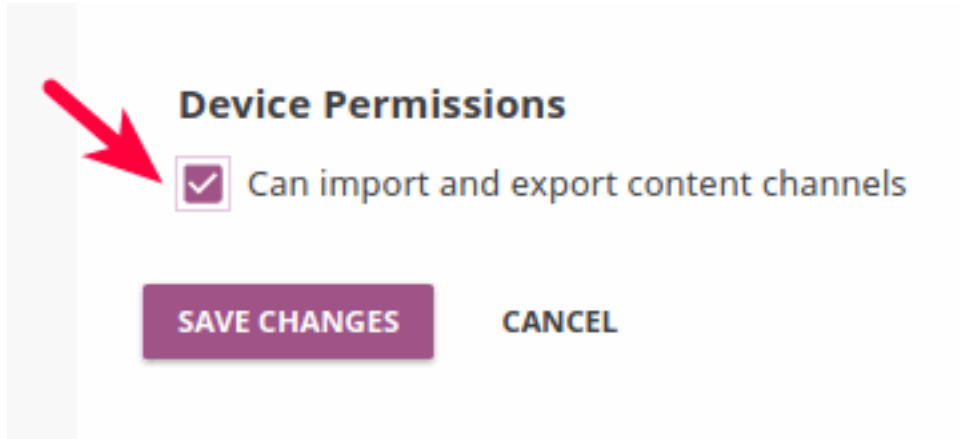 Device Permissions
Can import and export content channels
SAVE CHANGES CANCEL